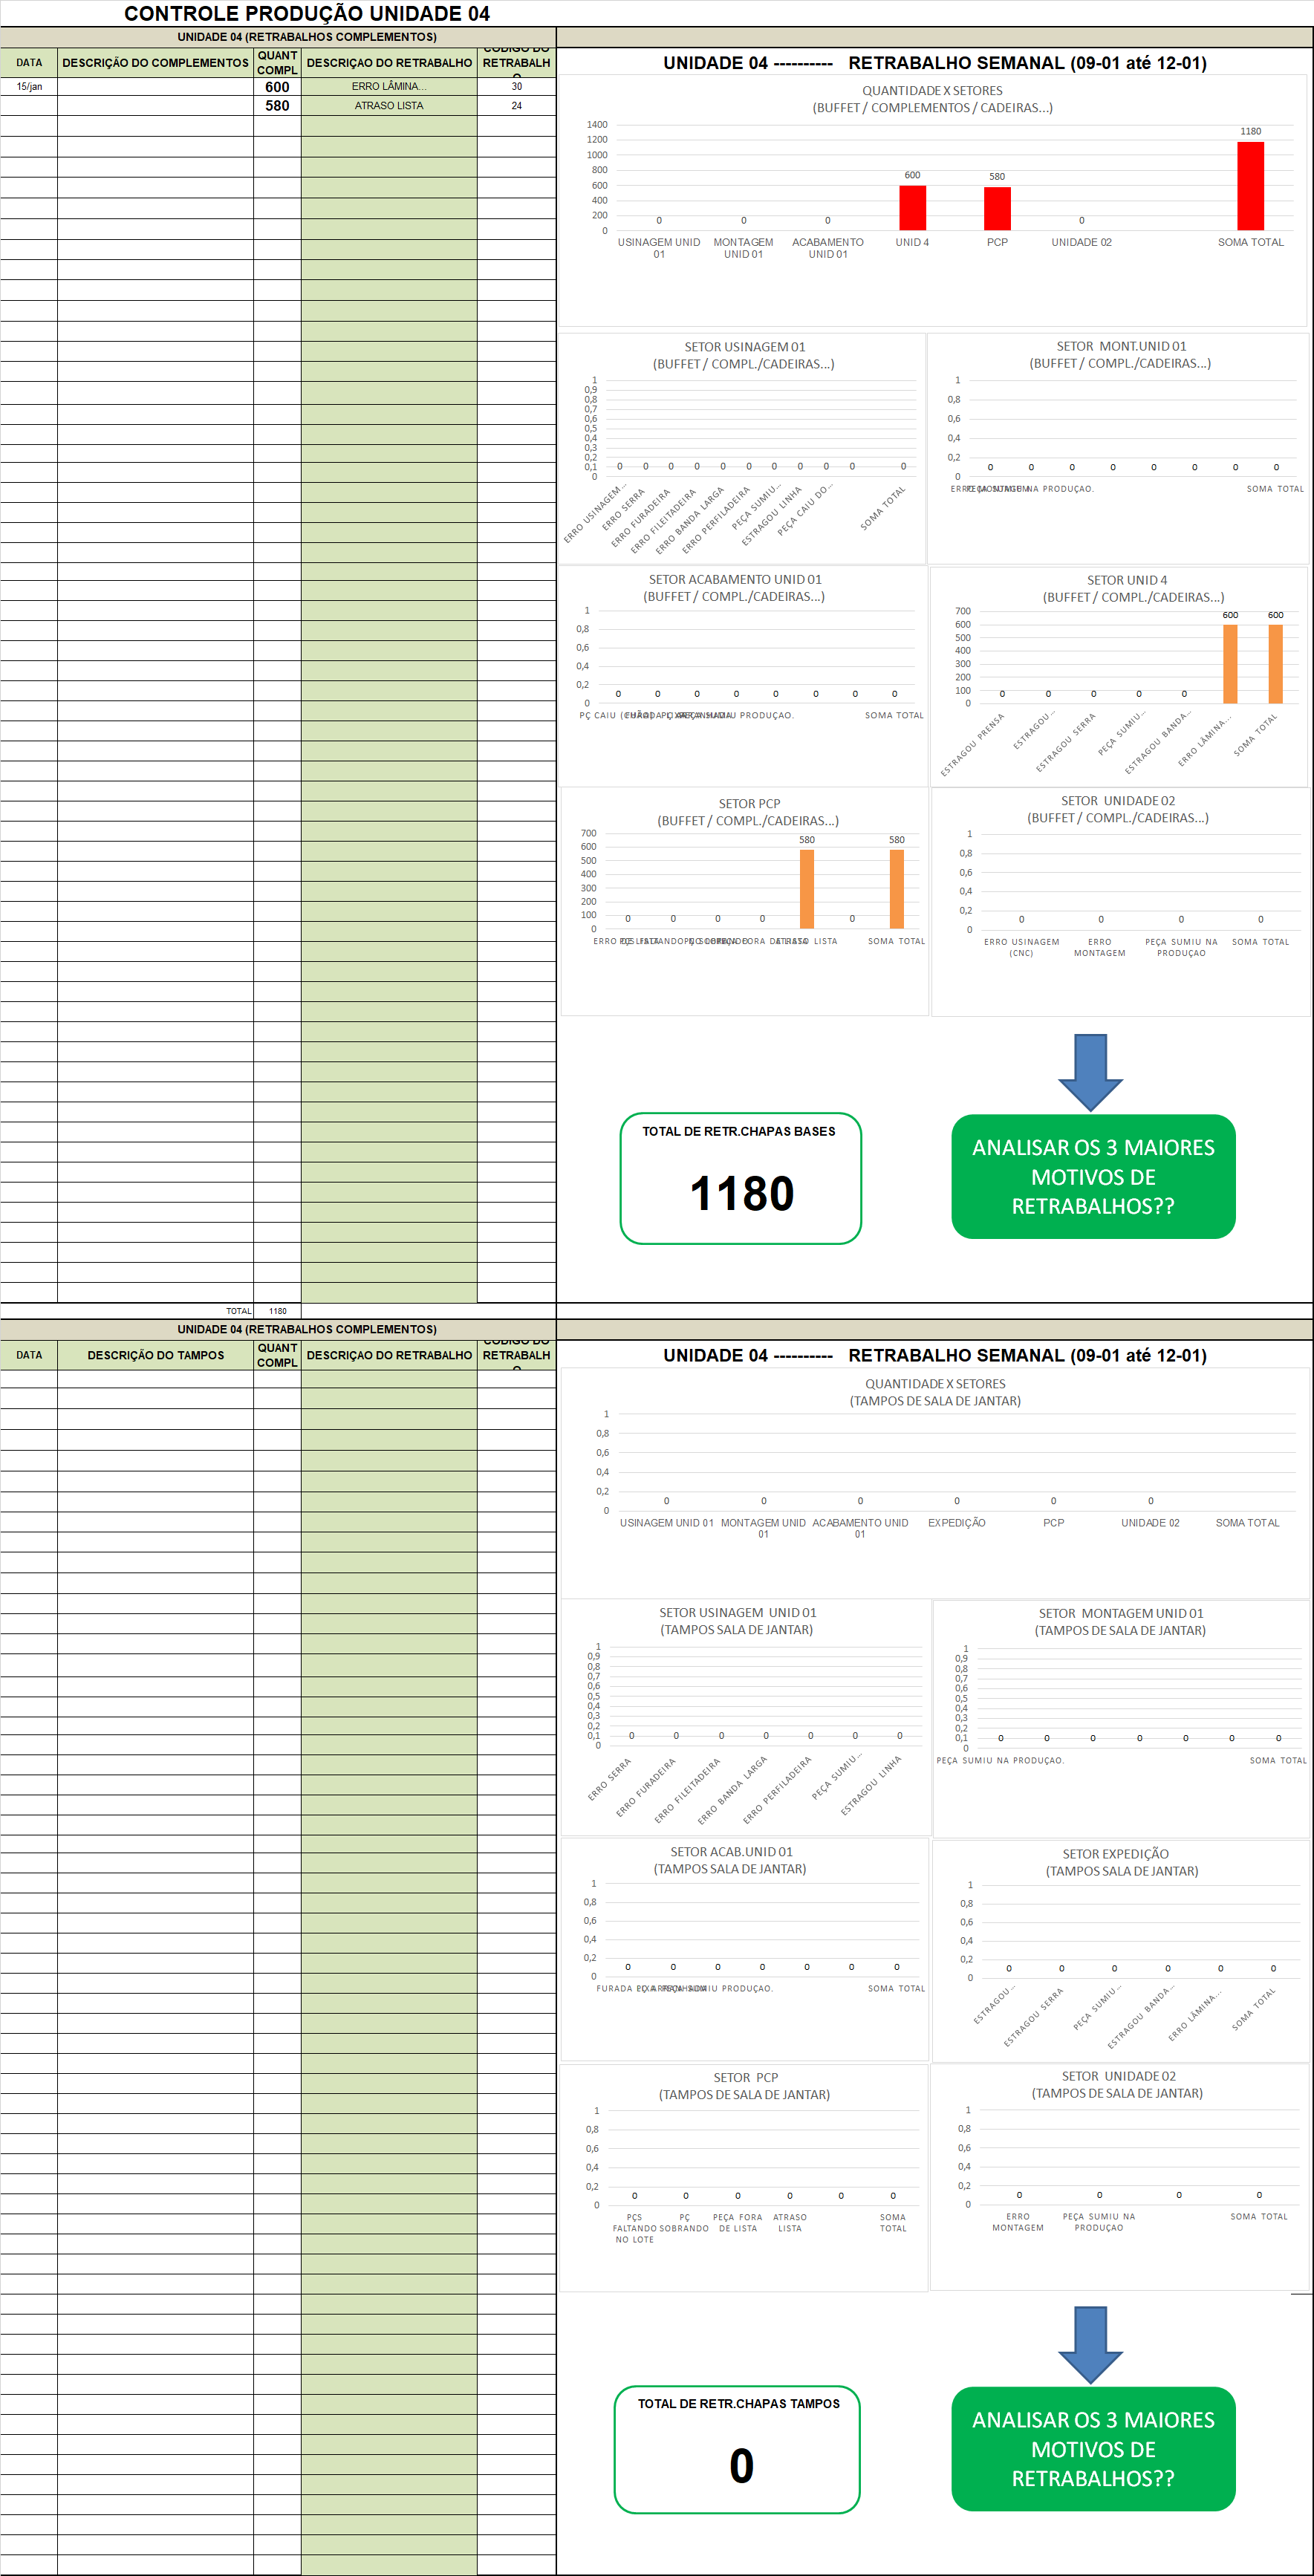 CONTROLE PRODUÇÃO UNIDADE 04
UNIDADE 04 (RETRABALHOS COMPLEMENTOS)
DATA
DESCRIÇÃO DO COMPLEMENTOS
QUANT
COMPL
DESCRIÇAO DO RETRABALHO
RETRABALH
15/jan
600
ERRO LÂMINA...
30
580
ATRASO LISTA
24
UNIDADE 04 ---------- RETRABALHO SEMANAL (09-01 até 12-01)
QUANTIDADE X SETORES
(BUFFET / COMPLEMENTOS / CADEIRAS...)
1400
1200
1000
800
600
400
200
0
0
0
0
600
580
0
1180
USINAGEM UNID
01
MONTAGEM
UNID 01
ACABAMENTO
UNID 01
UNID 4
PCP
UNIDADE 02
SOMA TOTAL
SETOR USINAGEM 01
(BUFFET / COMPL./CADEIRAS...)
1
0,9
0,8
0,7
0,6
0,5
0,4
0,3
0,2
0,1
0
0 0 0 0 0 0 0 0 0 0 0
ERRO USINAGEM...
ERRO SERRA
ERRO FURADEIRA
ERRO FILEITADEIRA
ERRO BANDA LARGA
ERRO PERFILADEIRA
PEÇA SUMIU...
ESTRAGOU LINHA
PEÇA CAIU DO...
SOMA TOTAL
SETOR MONT.UNID 01
(BUFFET / COMPL./CADEIRAS...)
1
0,8
0,6
0,4
0,2
0
0 0 0 0 0 0 0 0
SOMA TOTAL
SETOR ACABAMENTO UNID 01
(BUFFET / COMPL./CADEIRAS...)
1
0,8
0,6
0,4
0,2
0
0 0 0 0 0 0 0 0
PÇ CAIU
PRODUÇAO.
SOMA TOTAL
SETOR UNID 4
(BUFFET / COMPL./CADEIRAS...)
700
600
500
400
300
200
100
0
0 0 0 0 0 600 600
ESTRAGOU PRENSA
ESTRAGOU...
ESTRAGOU SERRA
PEÇA SUMIU...
ESTRAGOU BANDA...
ERRO LÂMINA...
SOMA TOTAL
SETOR PCP
(BUFFET / COMPL./CADEIRAS...)
700
600
500
400
300
200
100
0
0 0 0 0 580 0 580
LISTA
SOMA TOTAL
SETOR UNIDADE 02
(BUFFET / COMPL./CADEIRAS...)
1
0,8
0,6
0,4
0,2
0
0 0 0 0
ERRO USINAGEM
(CNC)
ERRO
MONTAGEM
PEÇA SUMIU NA
PRODUÇAO
SOMA TOTAL
TOTAL DE RETR.CHAPAS BASES
1180
ANALISAR OS 3 MAIORES
MOTIVOS DE
RETRABALHOS??
TOTAL 1180
UNIDADE 04 (RETRABALHOS COMPLEMENTOS)
DATA
DESCRIÇÃO DO TAMPOS
QUANT
COMPL
DESCRIÇAO DO RETRABALHO
RETRABALH
UNIDADE 04 ---------- RETRABALHO SEMANAL (09-01 até 12-01)
QUANTIDADE X SETORES
(TAMPOS DE SALA DE JANTAR)
1
0,8
0,6
0,4
0,2
0
0 0 0 0 0 0
USINAGEM UNID 01
MONTAGEM UNID
01
ACABAMENTO UNID
01
EXPEDIÇÃO
PCP
UNIDADE 02
SOMA TOTAL
SETOR USINAGEM UNID 01
(TAMPOS SALA DE JANTAR)
1
0,9
0,8
0,7
0,6
0,5
0,4
0,3
0,2
0,1
0
0 0 0 0 0 0 0
ERRO SERRA
ERRO FURADEIRA
ERRO FILEITADEIRA
ERRO BANDA LARGA
ERRO PERFILADEIRA
PEÇA SUMIU...
ESTRAGOU LINHA
SETOR MONTAGEM UNID 01
(TAMPOS DE SALA DE JANTAR)
1
0,9
0,8
0,7
0,6
0,5
0,4
0,3
0,2
0,1
0
0 0 0 0 0 0 0
PEÇA SUMIU NA PRODUÇAO.
SOMA TOTAL
SETOR ACAB.UNID 01
(TAMPOS SALA DE JANTAR)
1
0,8
0,6
0,4
0,2
0
0 0 0 0 0 0 0
FURADA
PRODUÇAO.
SOMA TOTAL
SETOR EXPEDIÇÃO
(TAMPOS SALA DE JANTAR)
1
0,8
0,6
0,4
0,2
0
0 0 0 0 0 0
ESTRAGOU...
ESTRAGOU SERRA
PEÇA SUMIU...
ESTRAGOU BANDA...
ERRO LÂMINA...
SOMA TOTAL
SETOR PCP
(TAMPOS DE SALA DE JANTAR)
1
0,8
0,6
0,4
0,2
0
0 0 0 0 0 0
PÇS
FALTANDO
NO LOTE
PÇ
SOBRANDO
PEÇA FORA
DE LISTA
ATRASO
LISTA
SOMA
TOTAL
SETOR UNIDADE 02
(TAMPOS DE SALA DE JANTAR)
1
0,8
0,6
0,4
0,2
0
0 0 0 0
ERRO
MONTAGEM
PEÇA SUMIU NA
PRODUÇAO
SOMA TOTAL
TOTAL DE RETR.CHAPAS TAMPOS
0
ANALISAR OS 3 MAIORES
MOTIVOS DE
RETRABALHOS??